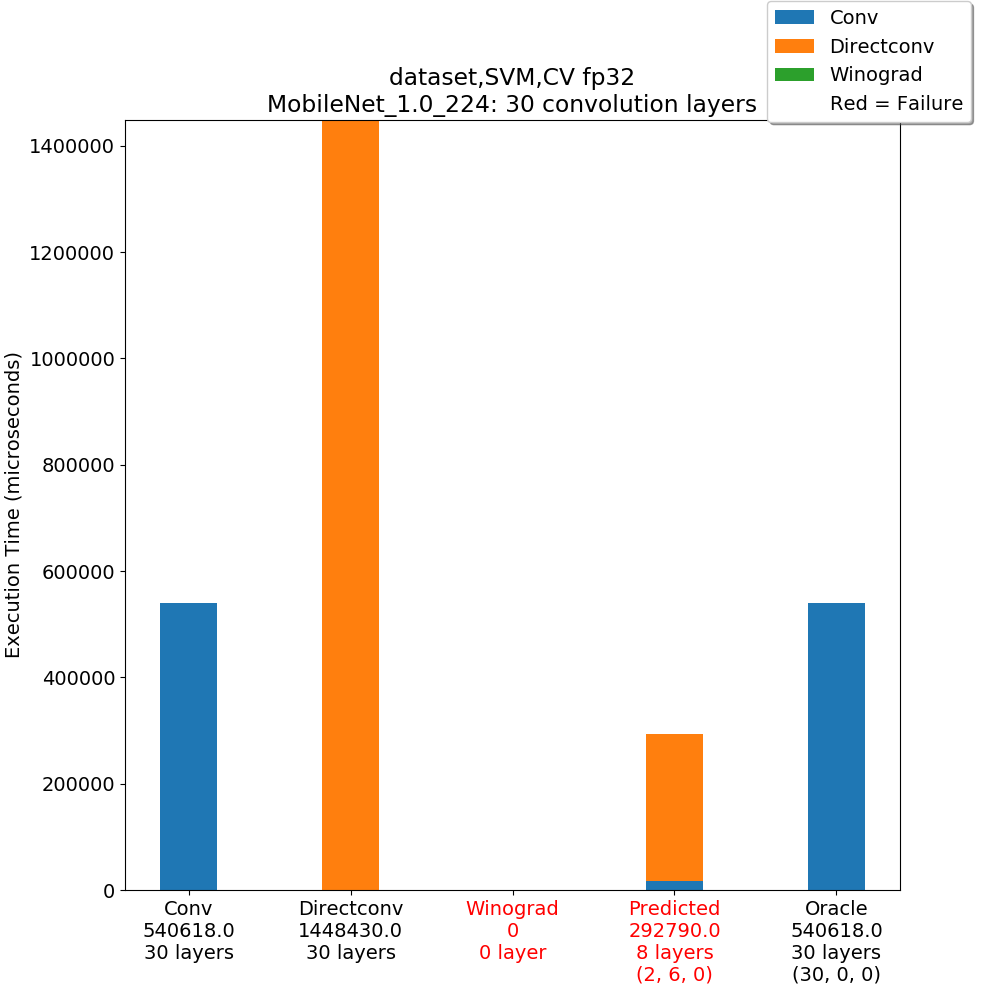 Conv
Directconv
Winograd
Red = Failure
dataset,SVM,CV fp32
MobileNet_1.0_224: 30 convolution layers
Execution Time (microseconds)
1400000
1200000
1000000
800000
600000
400000
200000
0
Conv
540618.0
30 layers
Directconv
1448430.0
30 layers
Winograd
0
0 layer
Predicted
292790.0
8 layers
(2, 6, 0)
Oracle
540618.0
30 layers
(30, 0, 0)